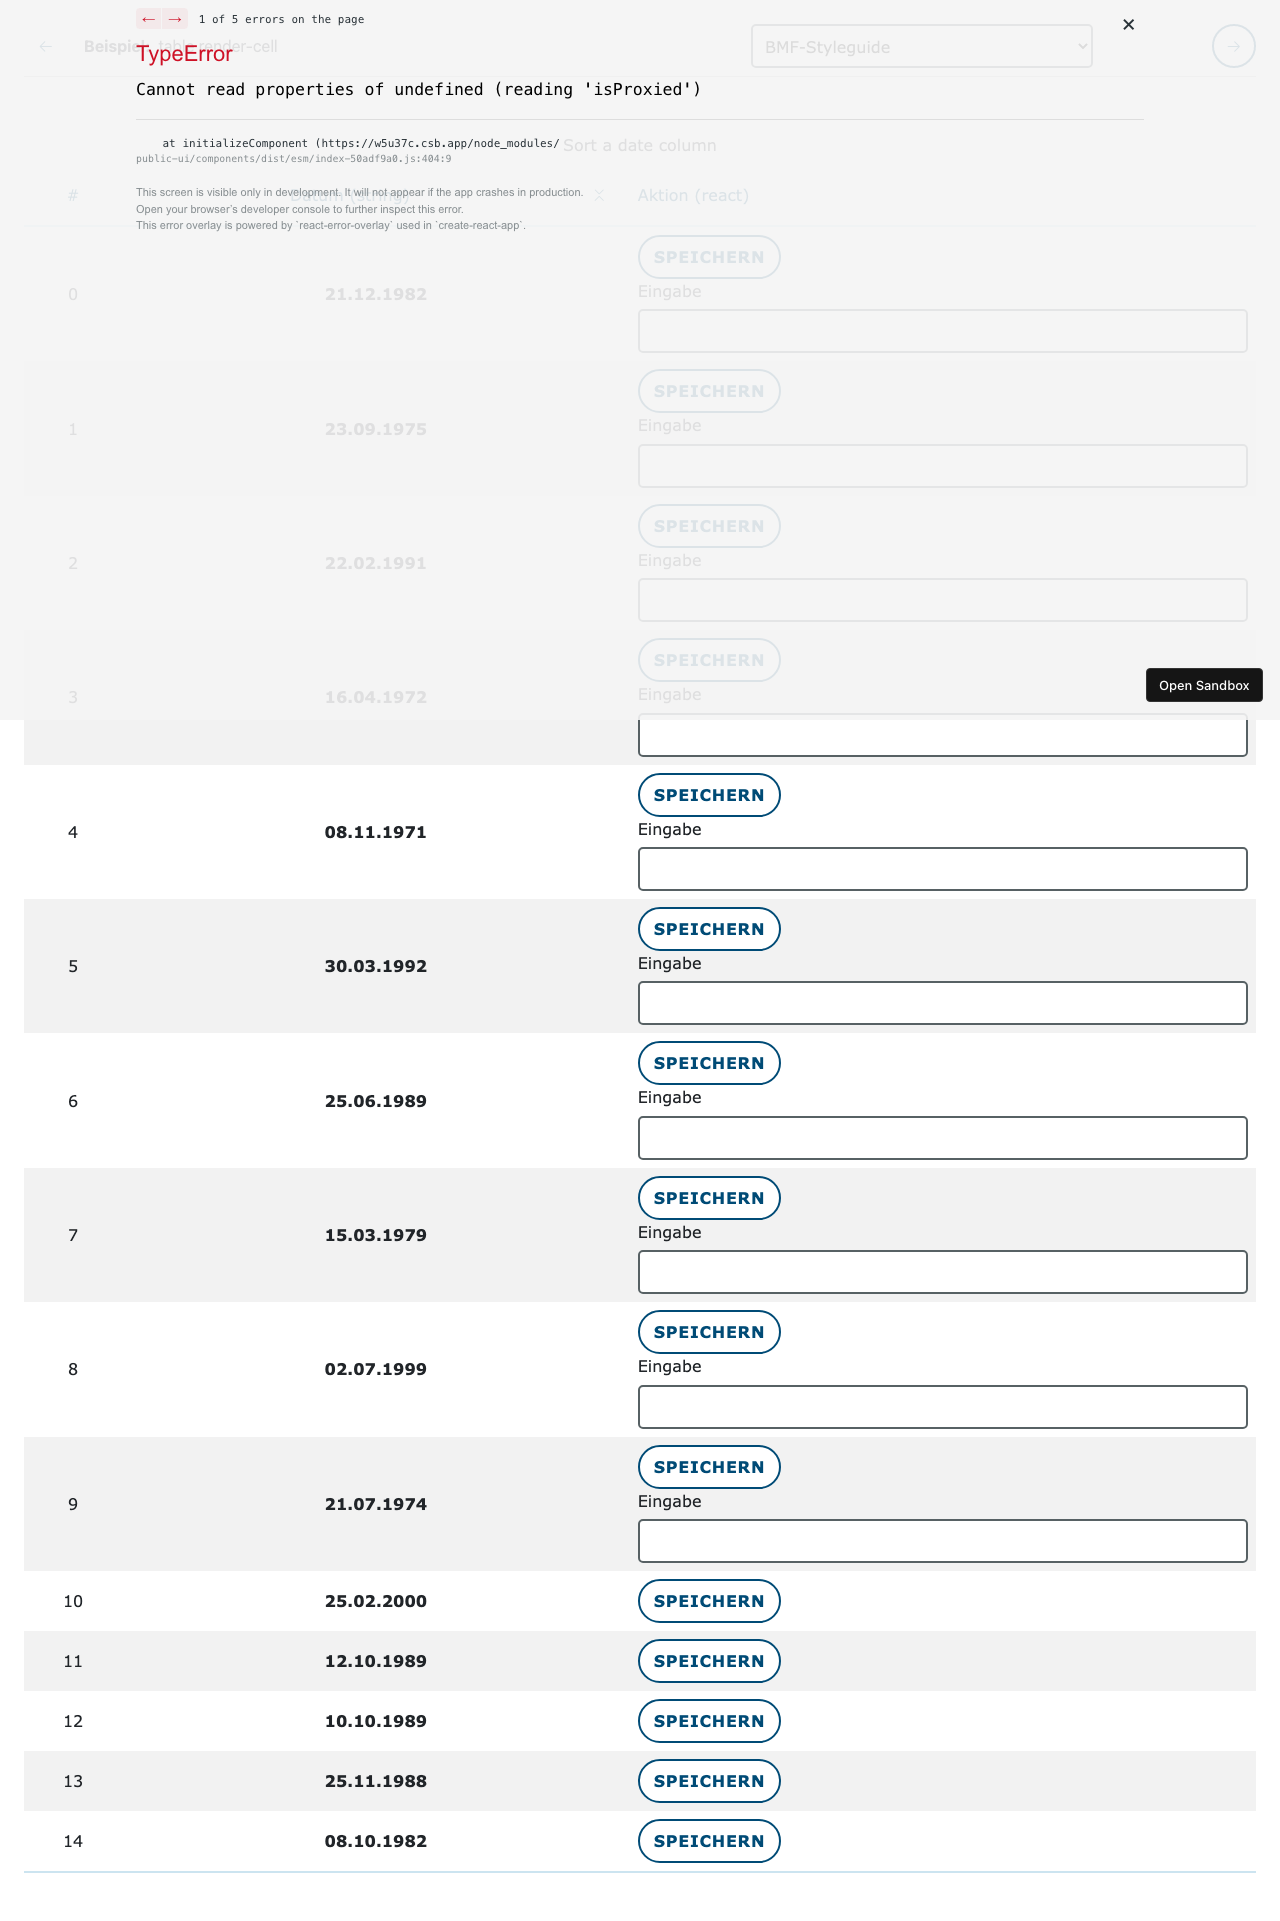 ← → 1 of 5 errors on the page
×
← Beispiel table render-cell
BMF-Styleguide
→
TypeError
Cannot read properties of undefined (reading 'isProxied')
at initializeComponent (https://w5u37c.csb.app/node_modules/
public-ui/components/dist/esm/index-50adf9a0.js:404:9
Sort a date column
# Datum (string) Aktion (react)
This screen is visible only in development. It will not appear if the app crashes in production.
Open your browser’s developer console to further inspect this error.
This error overlay is powered by `react-error-overlay` used in `create-react-app`.
SPEICHERN
0 21.12.1982 Eingabe
SPEICHERN
1 23.09.1975 Eingabe
SPEICHERN
2 22.02.1991 Eingabe
SPEICHERN
3 16.04.1972 Eingabe
Open Sandbox
SPEICHERN
4 08.11.1971 Eingabe
SPEICHERN
5 30.03.1992 Eingabe
SPEICHERN
6 25.06.1989 Eingabe
SPEICHERN
7 15.03.1979 Eingabe
SPEICHERN
8 02.07.1999 Eingabe
SPEICHERN
9 21.07.1974 Eingabe
10 25.02.2000 SPEICHERN
11 12.10.1989 SPEICHERN
12 10.10.1989 SPEICHERN
13 25.11.1988 SPEICHERN
14 08.10.1982 SPEICHERN